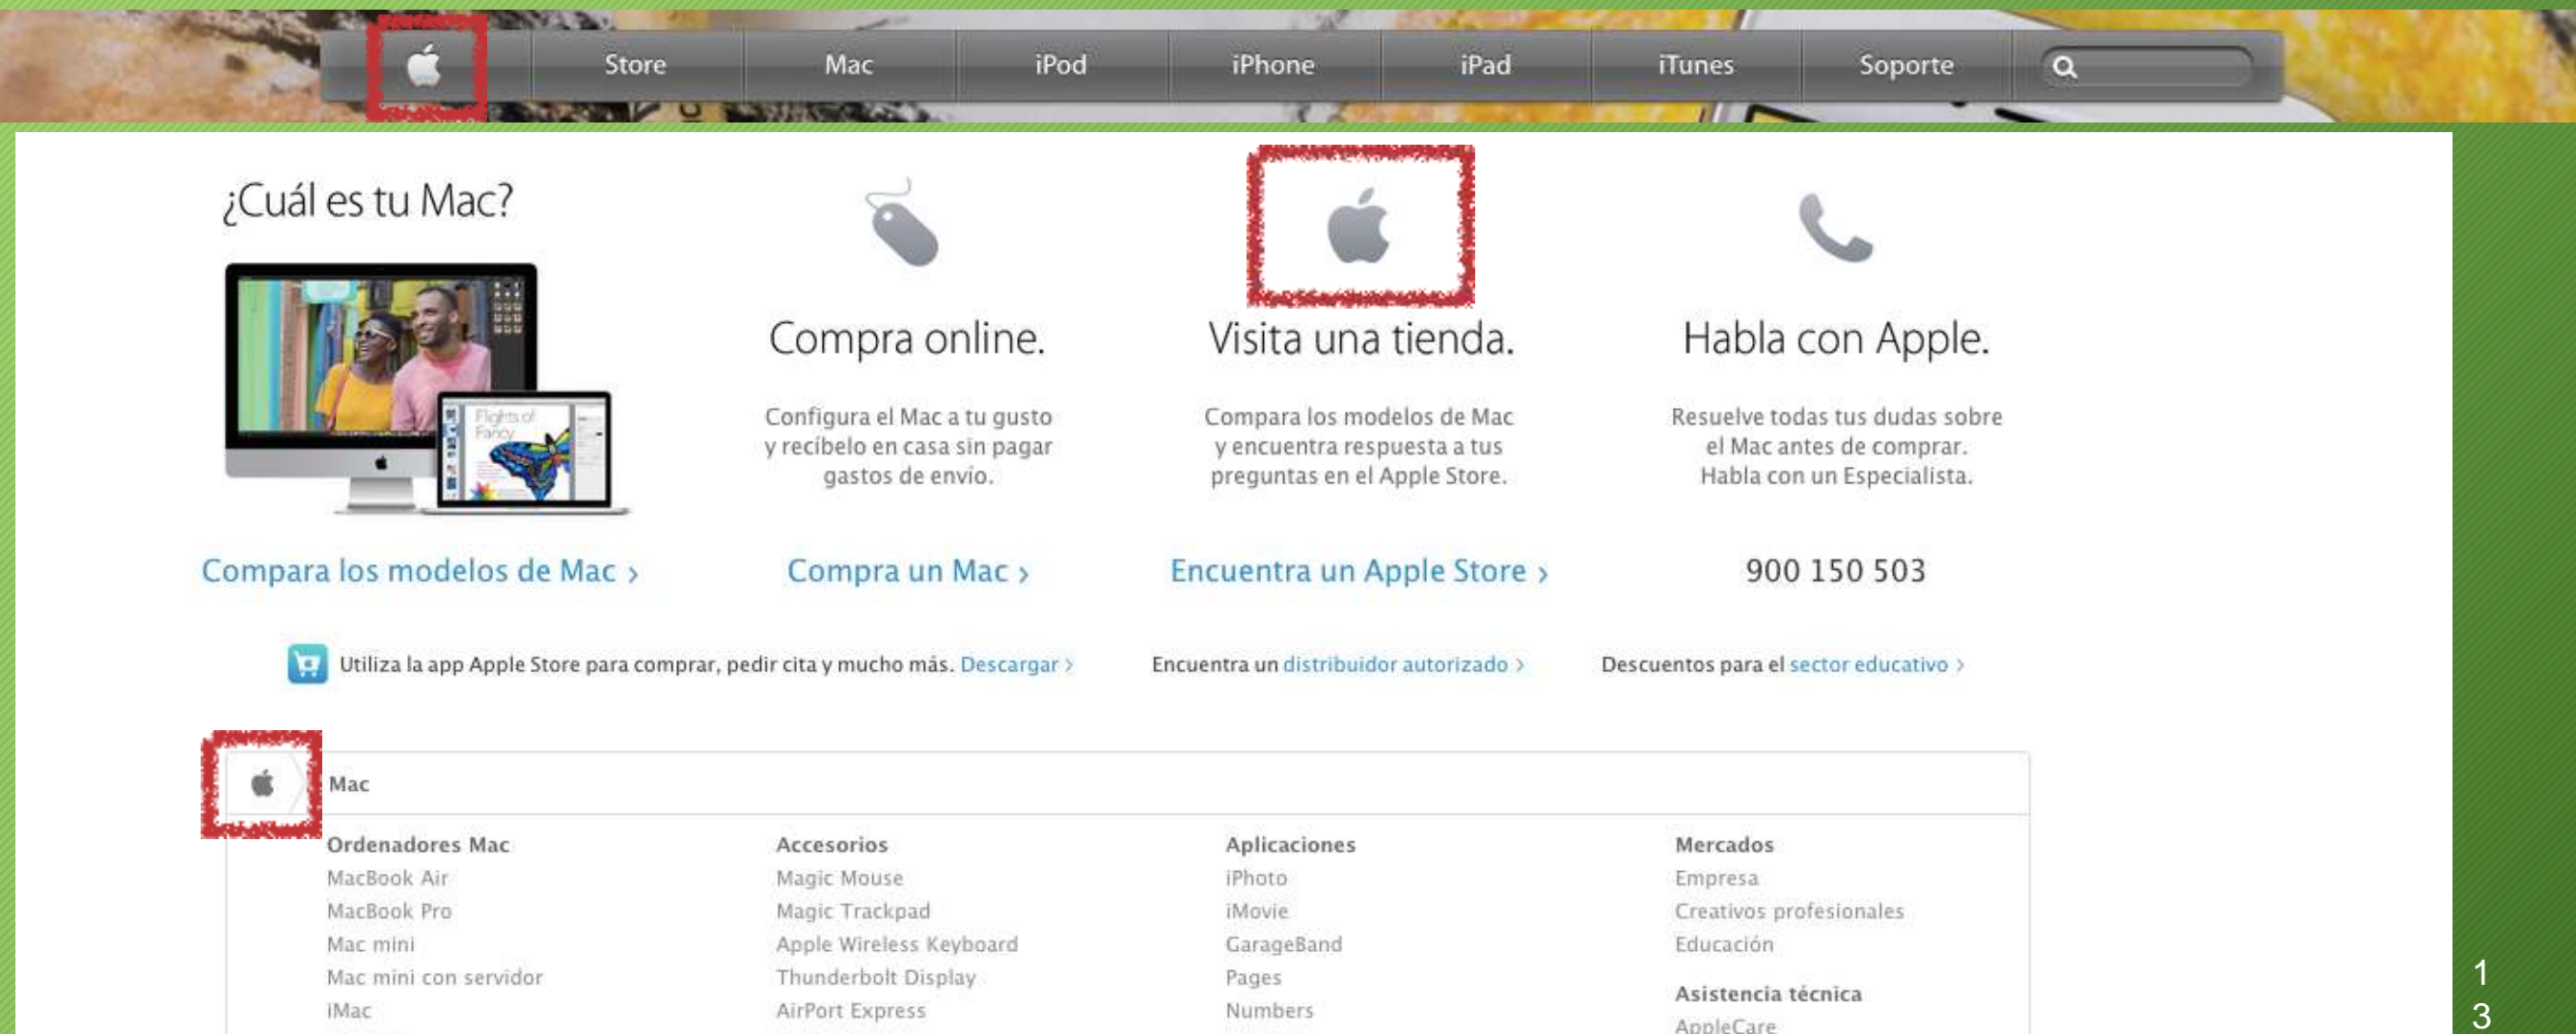 Store Mac iPod iPhone iPad iTunes Soporte
¿Cuál es tu Mac?
Flights of
Fancy
Compra online.
Configura el Mac a tu gusto
y recíbelo en casa sin pagar
gastos de envío.
Visita una tienda.
Compara los modelos de Mac
y encuentra respuesta a tus
preguntas en el Apple Store.
Habla con Apple.
Resuelve todas tus dudas sobre
el Mac antes de comprar.
Habla con un Especialista.
Compara los modelos de Mac ›
Compra un Mac ›
Encuentra un Apple Store ›
900 150 503
Utiliza la app Apple Store para comprar, pedir cita y mucho más. Descargar ›
Encuentra un distribuidor autorizado ›
Descuentos para el sector educativo ›
Mac
Ordenadores Mac
MacBook Air
MacBook Pro
Mac mini
Mac mini con servidor
iMac
Accesorios
Magic Mouse
Magic Trackpad
Apple Wireless Keyboard
Thunderbolt Display
AirPort Express
Aplicaciones
iPhoto
iMovie
GarageBand
Pages
Numbers
Mercados
Empresa
Creativos profesionales
Educación
Asistencia técnica
AppleCare
1
3